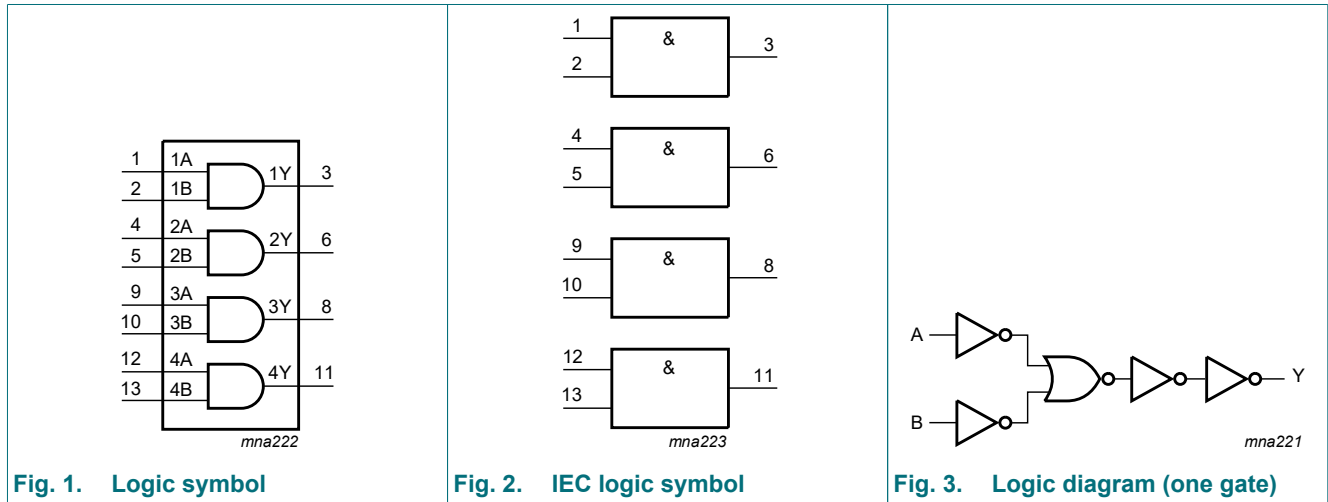 1 1A 1Y 3
2 1B
4 2A 2Y 6
5 2B
9 3A 3Y 8
10 3B
12 4A 4Y 11
13 4B
mna222
Fig. 1. Logic symbol
1 & 3
2
4 & 6
5
9 & 8
10
12 & 11
13
mna223
Fig. 2. IEC logic symbol
A
B
Y
mna221
Fig. 3. Logic diagram (one gate)